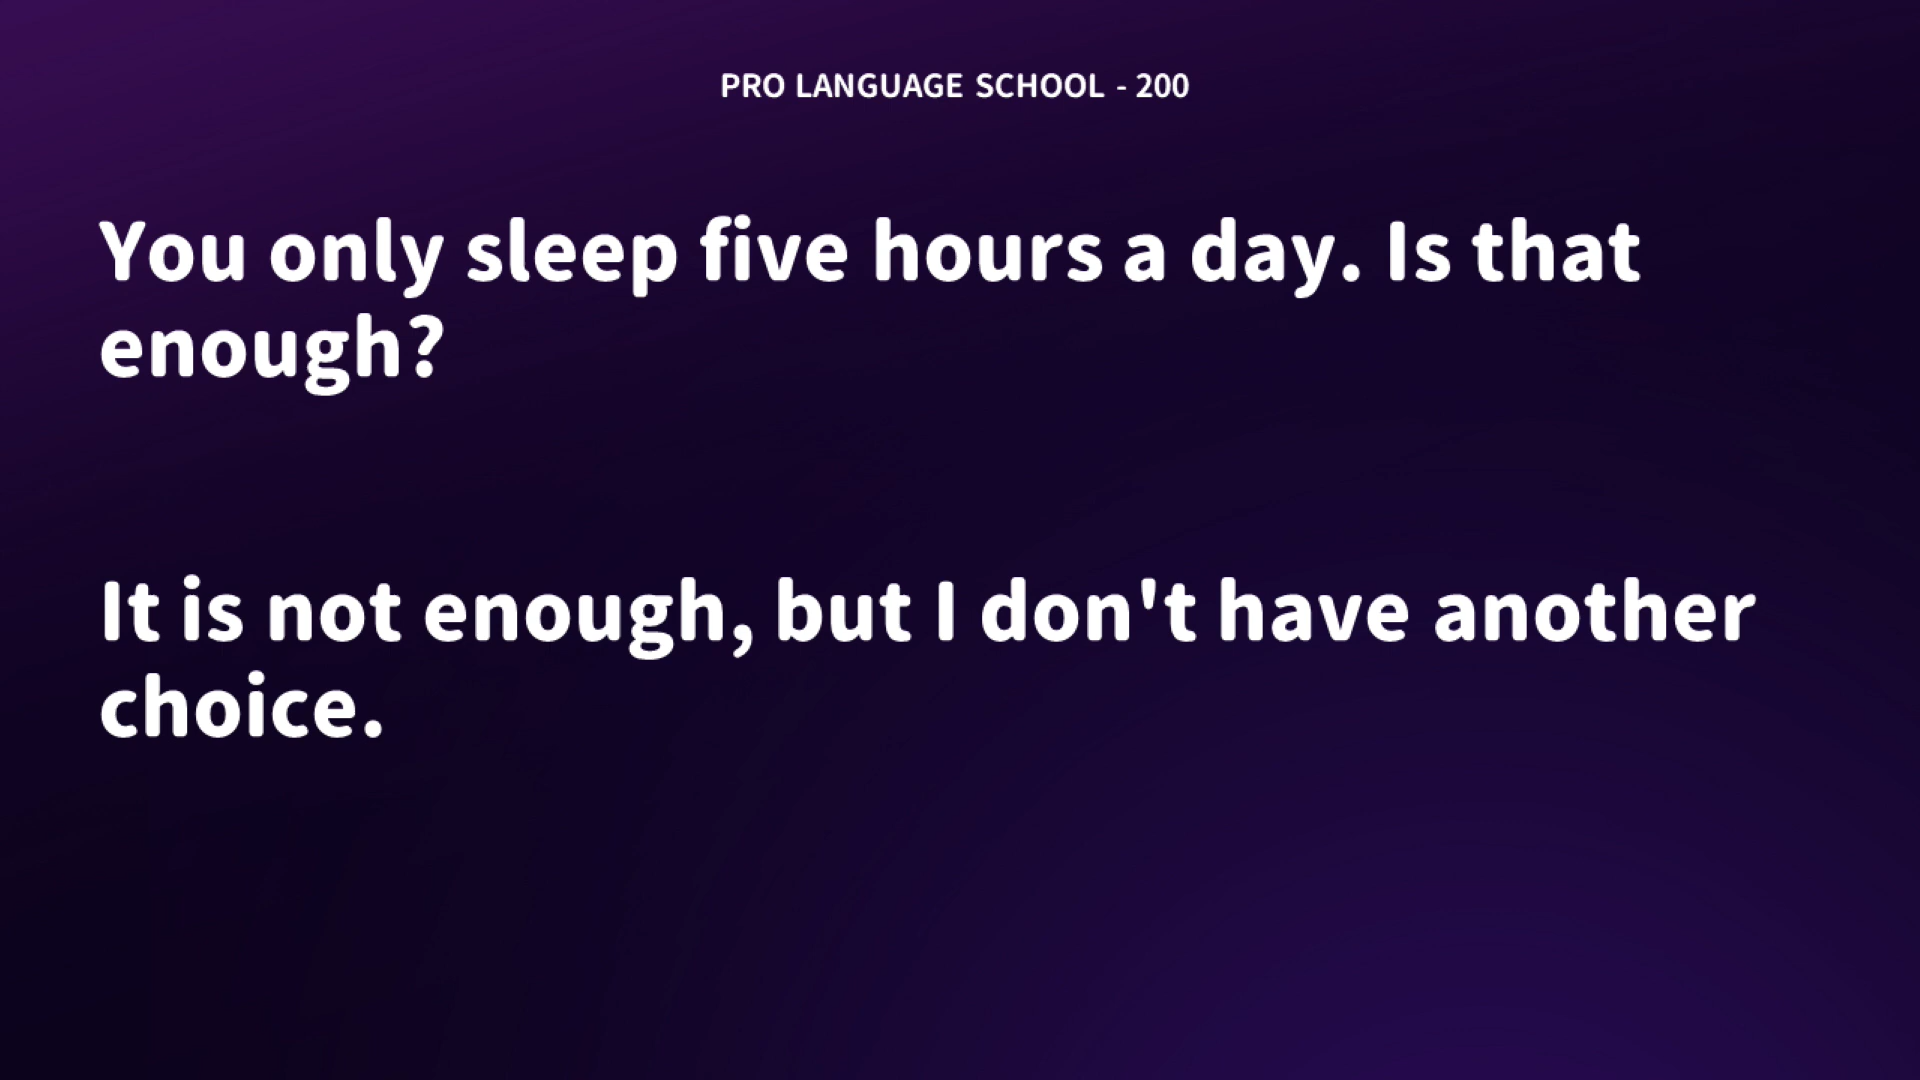 PRO LANGUAGE SCHOOL - 200
You only sleep five hours a day. Is that
enough?
It is not enough, but I don't have another
choice.